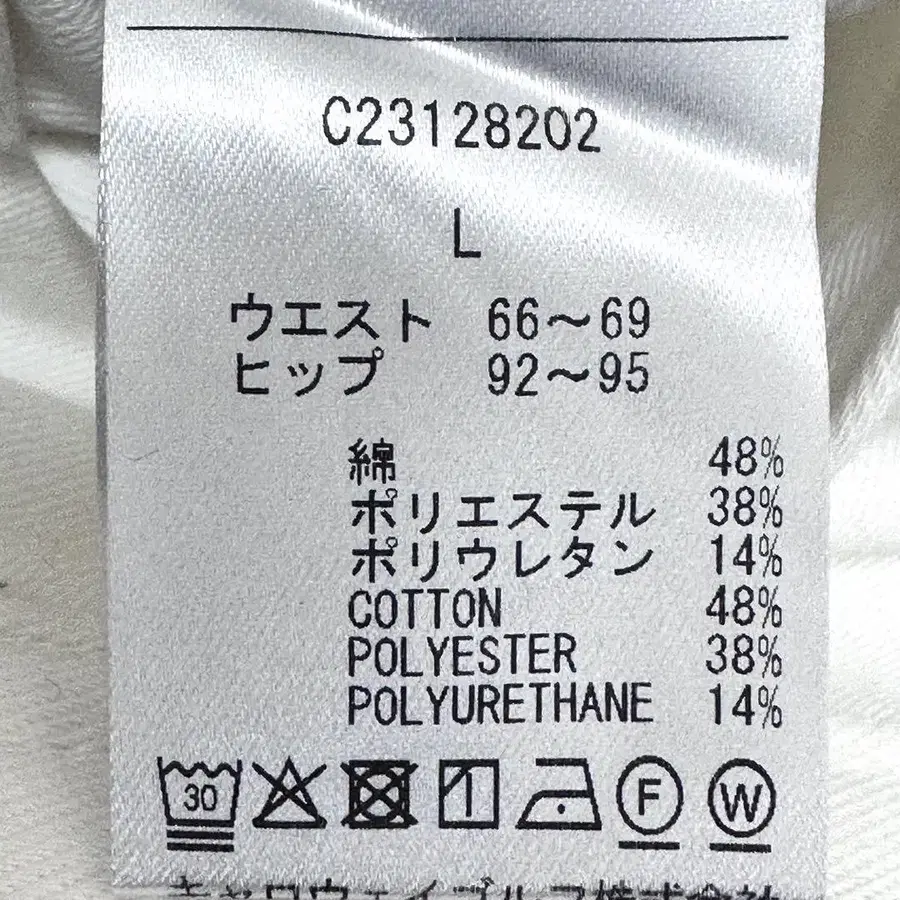 C23128202
L
ウエスト 66〜69
ヒップ 92〜95
綿 48%
ポリエステル 38%
ポリウレタン 14%
COTTON 48%
POLYESTER 38%
POLYURETHANE 14%
30 F W